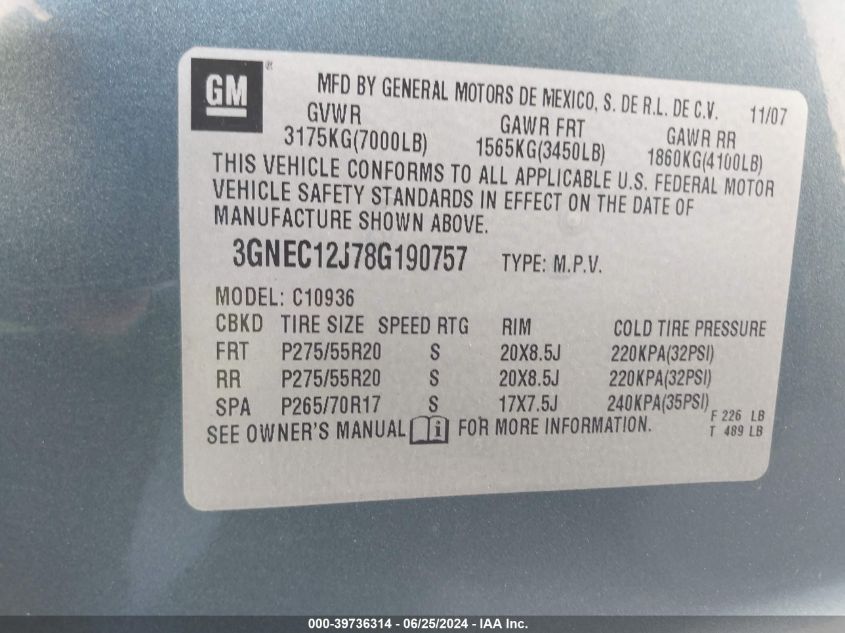 GM ®
MFD BY GENERAL MOTORS DE MEXICO, S. DE R.L. DE C.V. 11/07
GVWR GAWR FRT GAWR RR
3175KG(7000LB) 1565KG(3450LB) 1860KG(4100LB)
THIS VEHICLE CONFORMS TO ALL APPLICABLE U.S. FEDERAL MOTOR
VEHICLE SAFETY STANDARDS IN EFFECT ON THE DATE OF
MANUFACTURE SHOWN ABOVE.
3GNEC12J78G190757 TYPE: M.P.V.
MODEL: C10936
CBKD TIRE SIZE SPEED RTG RIM COLD TIRE PRESSURE
FRT P275/55R20 S 20X8.5J 220KPA(32PSI)
RR P275/55R20 S 20X8.5J 220KPA(32PSI)
SPA P265/70R17 S 17X7.5J 240KPA(35PSI)
F 226 LB
SEE OWNER'S MANUAL i FOR MORE INFORMATION. T 489 LB
000-39736314 - 06/25/2024 - IAA Inc.